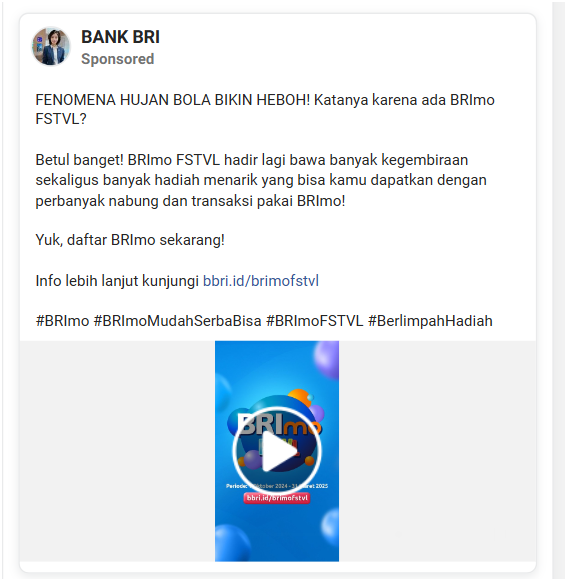 BANK BRI
Sponsored
FENOMENA HUJAN BOLA BIKIN HEBOH! Katanya karena ada BRImo
FSTVL?
Betul banget! BRImo FSTVL hadir lagi bawa banyak kegembiraan
sekaligus banyak hadiah menarik yang bisa kamu dapatkan dengan
perbanyak nabung dan transaksi pakai BRImo!
Yuk, daftar BRImo sekarang!
Info lebih lanjut kunjungi bbri.id/brimofstvl
#BRImo #BRImoMudahSerbaBisa #BRImoFSTVL #BerlimpahHadiah
BRImo
Periode: Oktober 2024 - 2025
bbri.id/brimofstvl